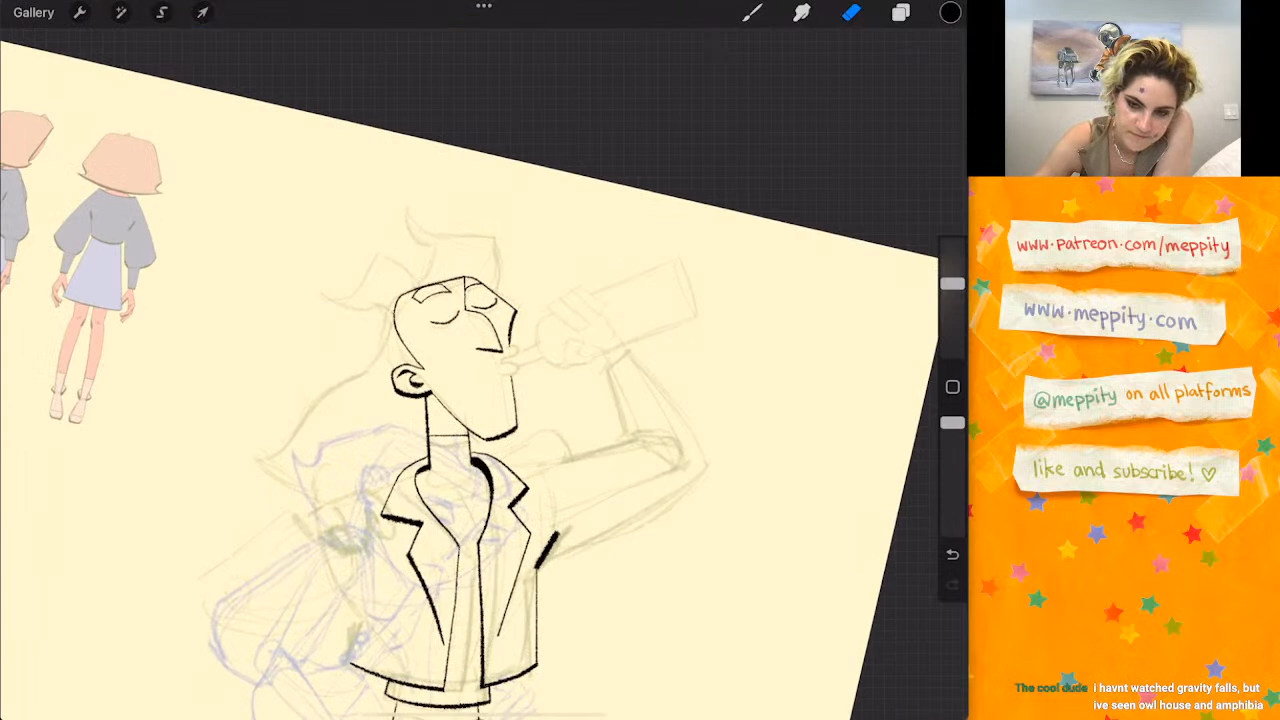 Gallery
www.patreon.com/meppity
www.meppity.com
@meppity on all platforms
like and subscribe! ♡
The cool dude i havnt watched gravity falls, but
ive seen owl house and amphibia